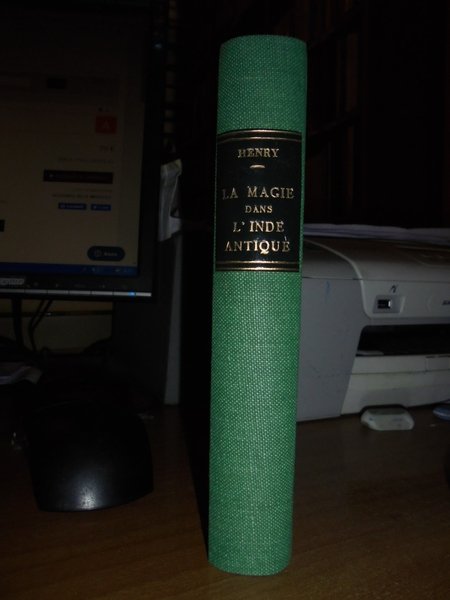 HENRY
LA MAGIE
DANS
L'INDE
ANTIQUE